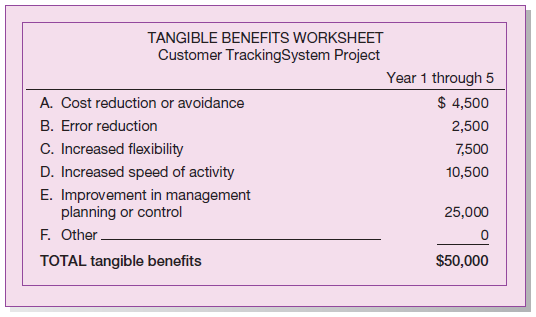 TANGIBLE BENEFITS WORKSHEET
Customer TrackingSystem Project
Year 1 through 5
A. Cost reduction or avoidance $ 4,500
B. Error reduction 2,500
C. Increased flexibility 7,500
D. Increased speed of activity 10,500
E. Improvement in management
planning or control 25,000
F. Other 0
TOTAL tangible benefits $50,000